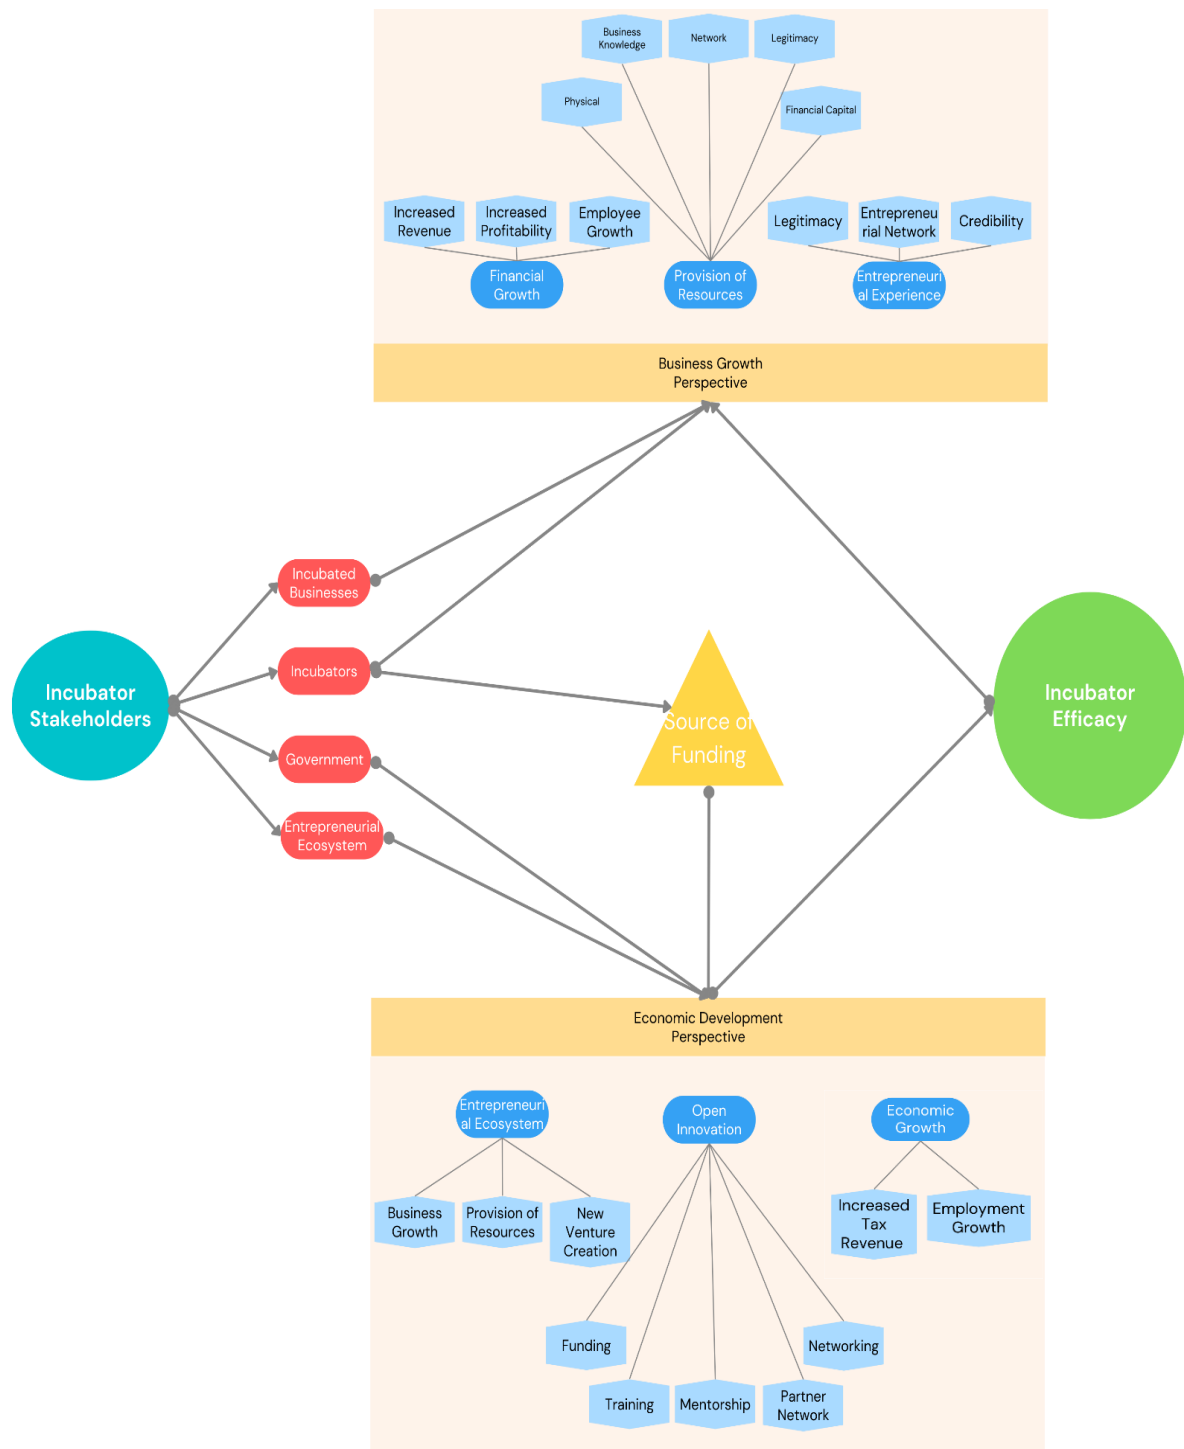 Business
Knowledge
Network
Legitimacy
Physical
Financial Capital
Increased
Revenue
Increased
Profitability
Employee
Growth
Legitimacy
Entrepreneu
rial Network
Credibility
Financial
Growth
Provision of
Resources
Entrepreneuri
al Experience
Business Growth
Perspective
Incubated
Businesses
Incubators
Government
Entrepreneurial
Ecosystem
Incubator
Stakeholders
Source of
Funding
Incubator
Efficacy
Economic Development
Perspective
Entrepreneuri
al Ecosystem
Open
Innovation
Economic
Growth
Business
Growth
Provision of
Resources
New
Venture
Creation
Increased
Tax
Revenue
Employment
Growth
Funding
Networking
Training
Mentorship
Partner
Network